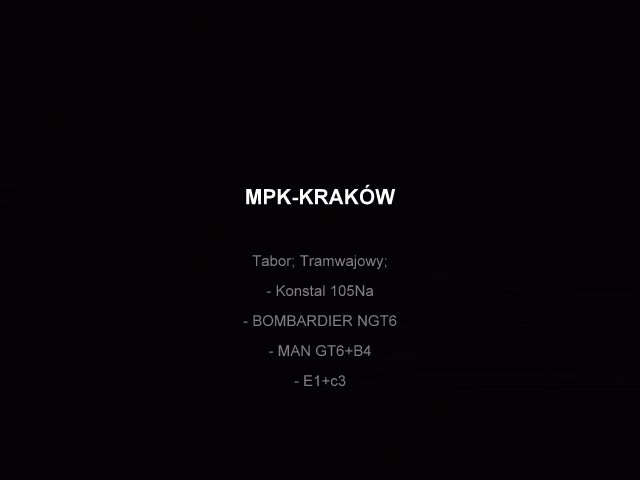 MPK-KRAKÓW
Tabor; Tramwajowy;
- Konstal 105Na
- BOMBARDIER NGT6
- MAN GT6+B4
- E1+c3